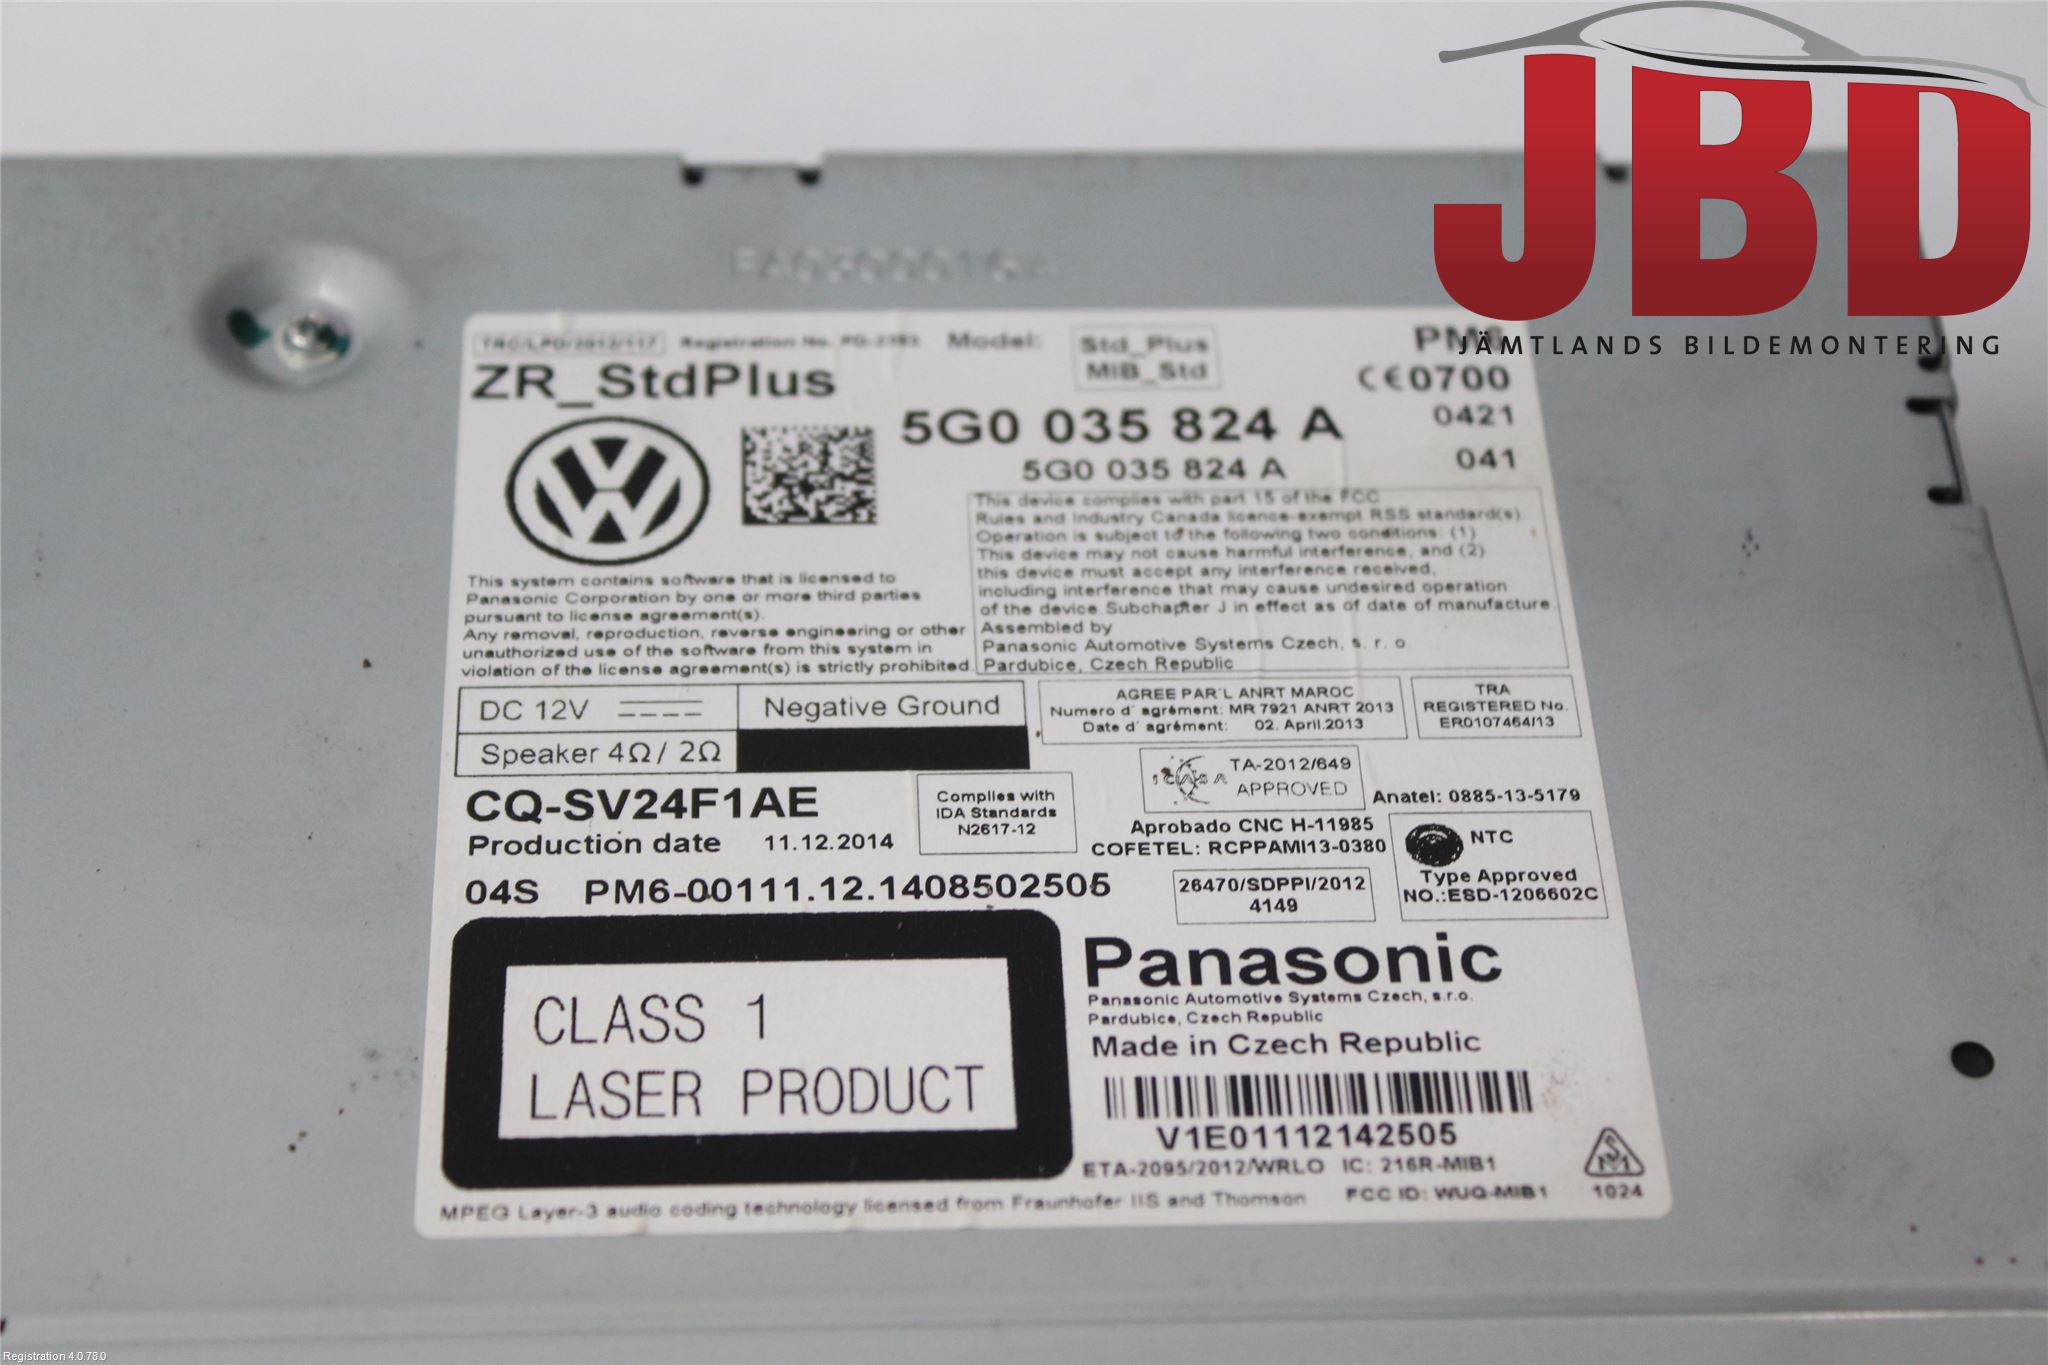 JBD
JÄMTLANDS BILDEMONTERING
TRC/LPD/2012/117 Registration No. PD-2383 Model: Std_Plus
MIB_Std
ZR_StdPlus
CE0700
5G0 035 824 A
0421
5G0 035 824 A
041
This device complies with part 15 of the FCC
Rules and Industry Canada licence-exempt RSS standard(s).
Operation is subject to the following two conditions: (1)
This device may not cause harmful interference, and (2)
this device must accept any interference received,
including interference that may cause undesired operation
of the device.Subchapter J in effect as of date of manufacture.
Assembled by
Panasonic Automotive Systems Czech, s. r. o
Pardubice, Czech Republic
This system contains software that is licensed to
Panasonic Corporation by one or more third parties
pursuant to license agreement(s).
Any removal, reproduction, reverse engineering or other
unauthorized use of the software from this system in
violation of the license agreement(s) is strictly prohibited.
DC 12V
Negative Ground
Speaker 4Ω/ 2Ω
AGREE PAR'L ANRT MAROC
Numero d' agrément: MR 7921 ANRT 2013
Date d' agrément: 02. April.2013
TRA
REGISTERED No.
ER0107464/13
ICASA TA-2012/649
APPROVED
Anatel: 0885-13-5179
CQ-SV24F1AE
Production date 11.12.2014
Complies with
IDA Standards
N2617-12
Aprobado CNC H-11985
COFETEL: RCPPAMI13-0380
NTC
Type Approved
NO.:ESD-1206602C
04S PM6-00111.12.1408502505
26470/SDPPI/2012
4149
CLASS 1
LASER PRODUCT
Panasonic
Panasonic Automotive Systems Czech, s.r.o.
Pardubice, Czech Republic
Made in Czech Republic
V1E01112142505
ETA-2095/2012/WRLO IC: 216R-MIB1
FCC ID: WUQ-MIB1
1024
MPEG Layer-3 audio coding technology licensed from Fraunhofer IIS and Thomson
Registration 4.0.78.0